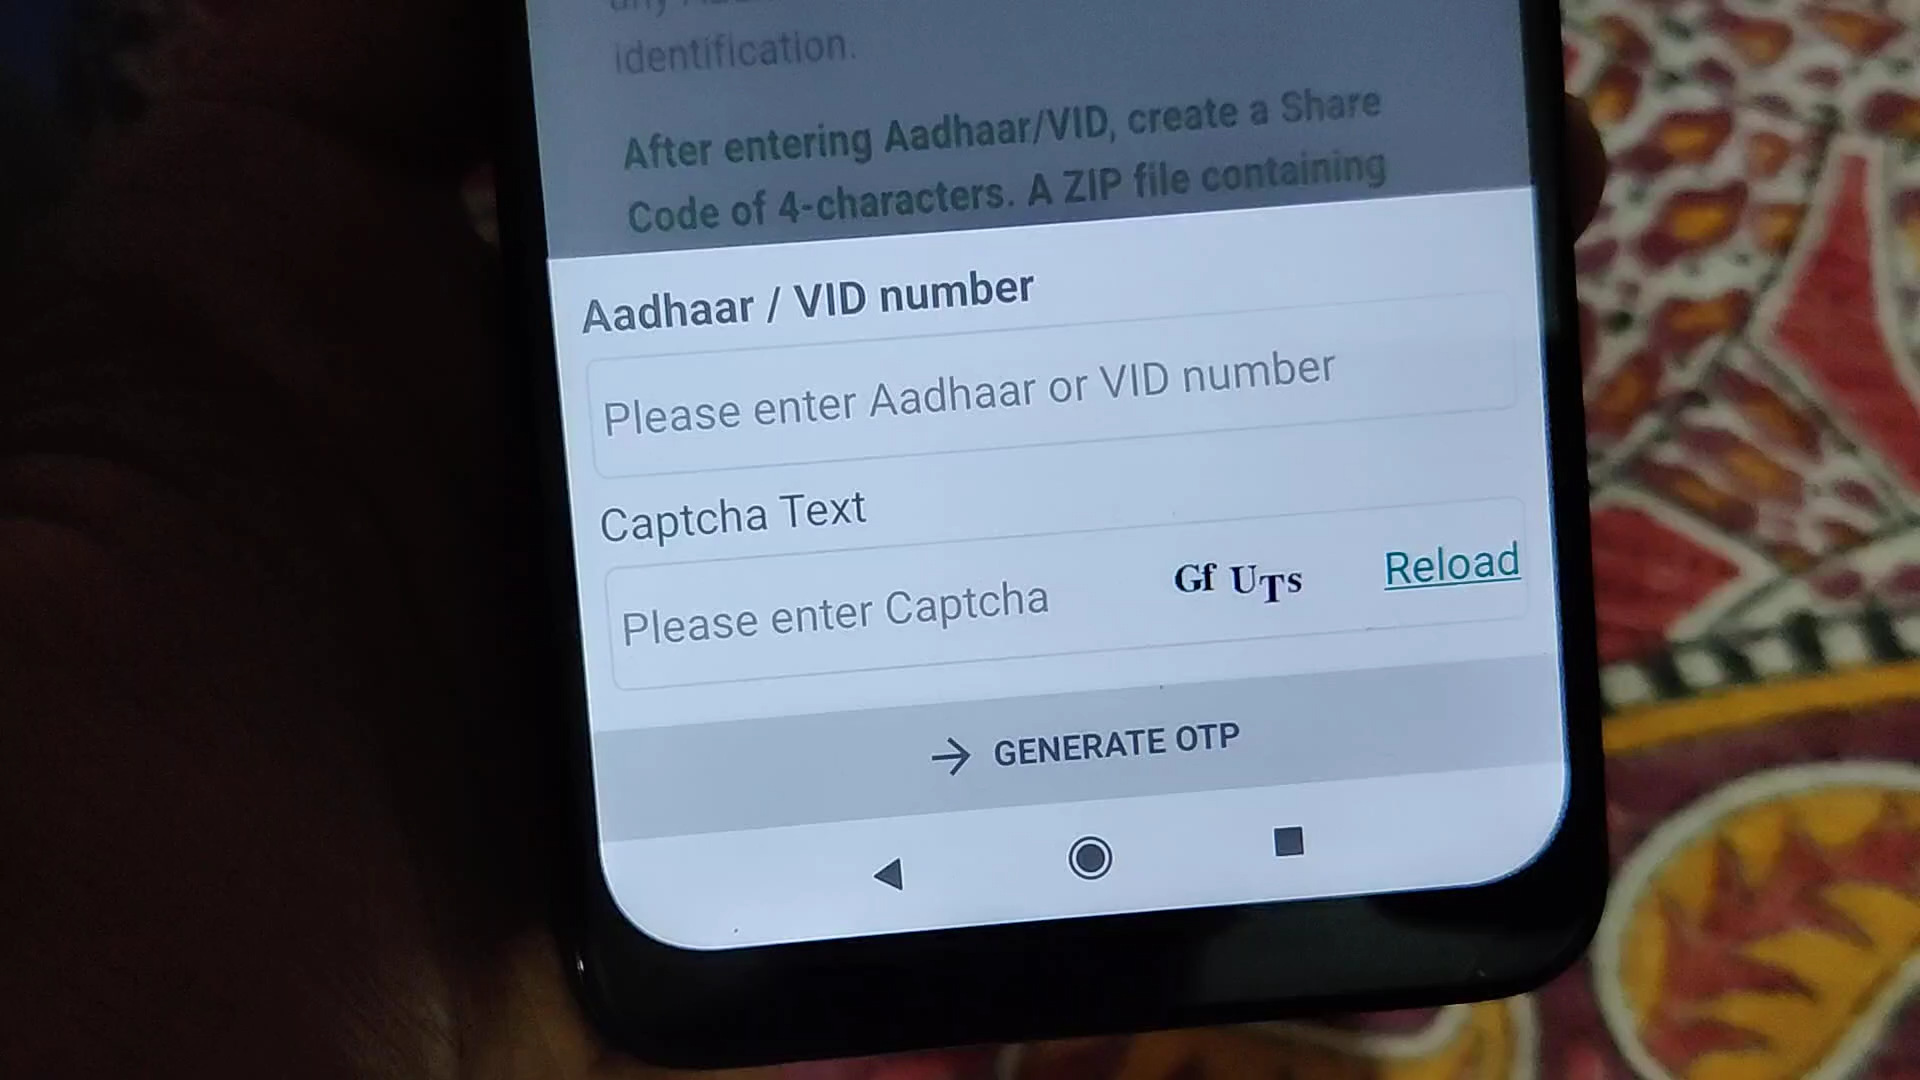 identification.
After entering Aadhaar/VID, create a Share
Code of 4-characters. A ZIP file containing
Aadhaar / VID number
Please enter Aadhaar or VID number
Captcha Text
Please enter Captcha Gf UTs Reload
→ GENERATE OTP